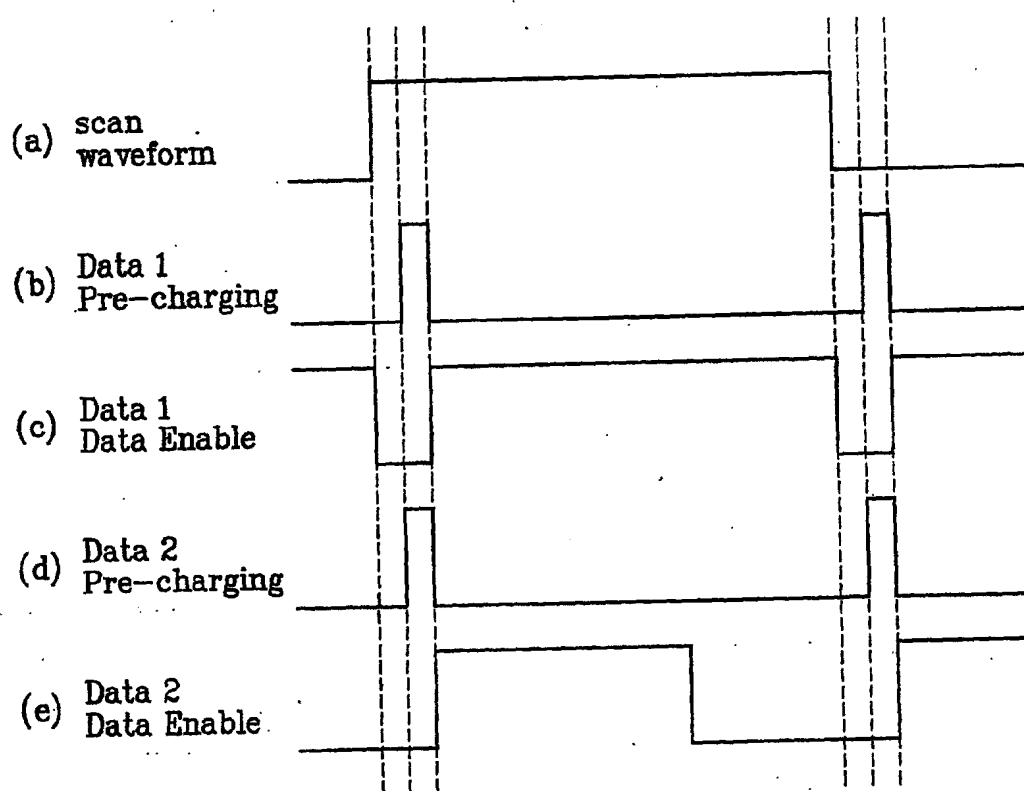 (a) scan
waveform
(b) Data 1
Pre-charging
(c) Data 1
Data Enable
(d) Data 2
Pre-charging
(e) Data 2
Data Enable